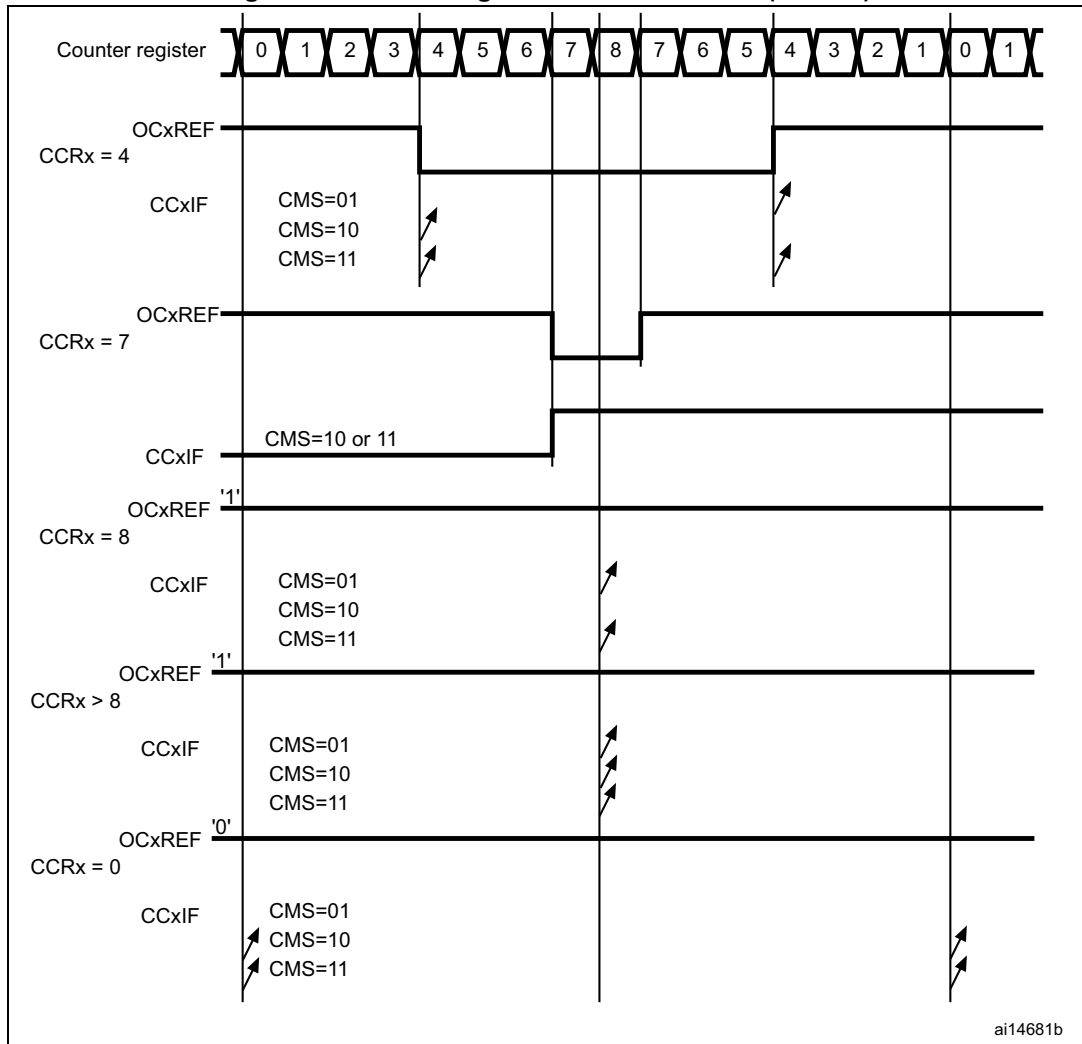 Counter register 0 1 2 3 4 5 6 7 8 7 6 5 4 3 2 1 0 1
OCxREF
CCRx = 4
CCxIF CMS=01
CMS=10
CMS=11
OCxREF
CCRx = 7
CMS=10 or 11
CCxIF
'1'
OCxREF
CCRx = 8
CCxIF CMS=01
CMS=10
CMS=11
'1'
OCxREF
CCRx > 8
CCxIF CMS=01
CMS=10
CMS=11
'0'
OCxREF
CCRx = 0
CCxIF CMS=01
CMS=10
CMS=11
ai14681b